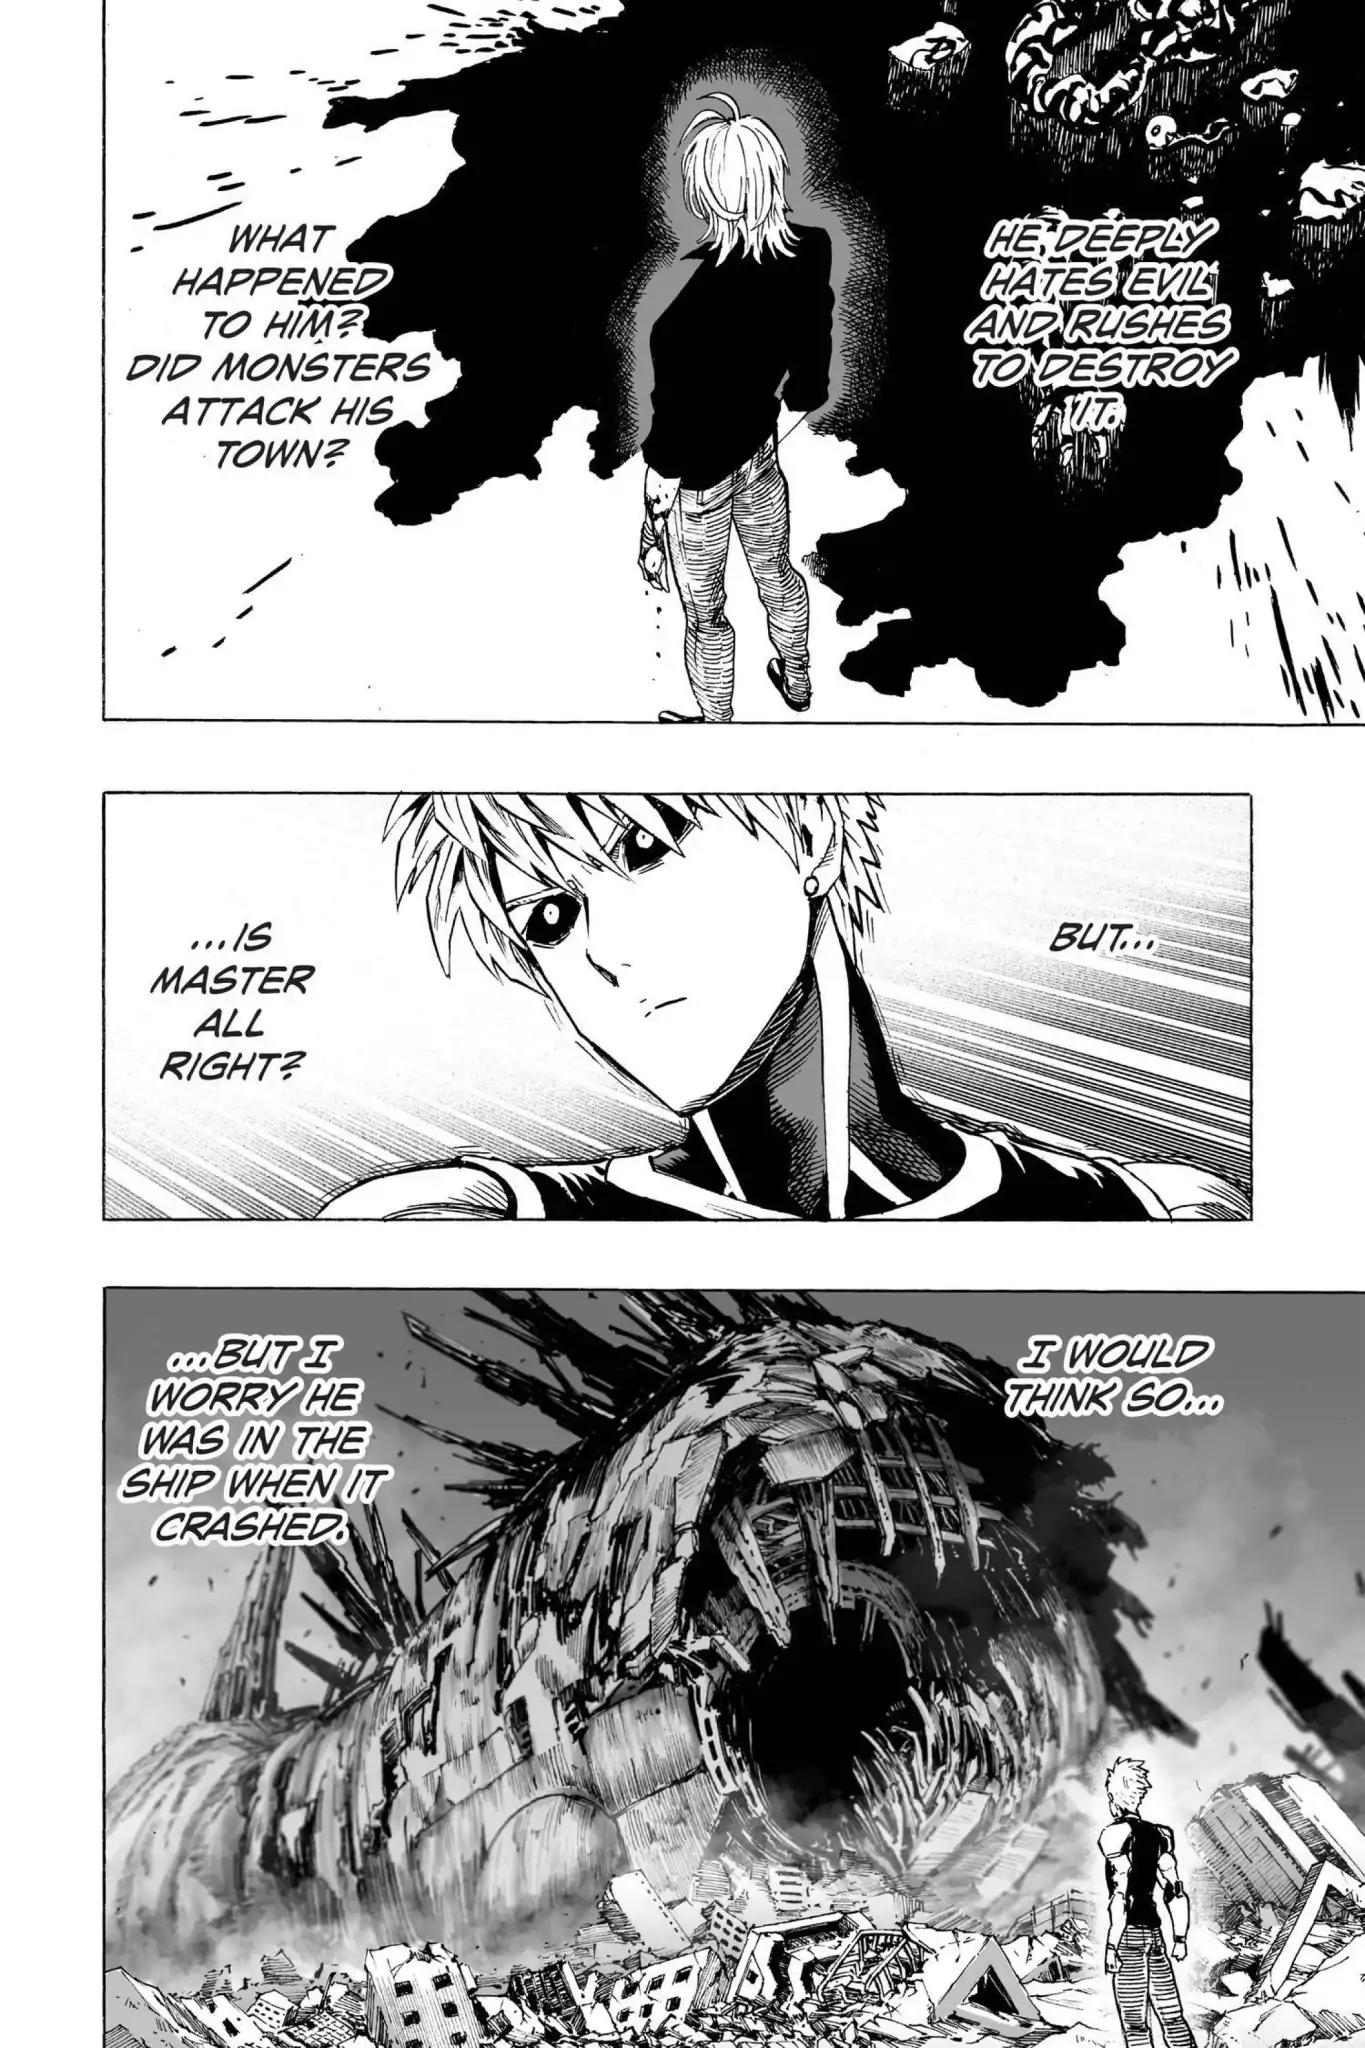 HE DEEPLY
HATES EVIL
AND RUSHES
TO DESTROY
IT.
WHAT
HAPPENED
TO HIM?
DID MONSTERS
ATTACK HIS
TOWN?
BUT...
...IS
MASTER
ALL
RIGHT?
I WOULD
THINK SO...
...BUT I
WORRY HE
WAS IN THE
SHIP WHEN IT
CRASHED.